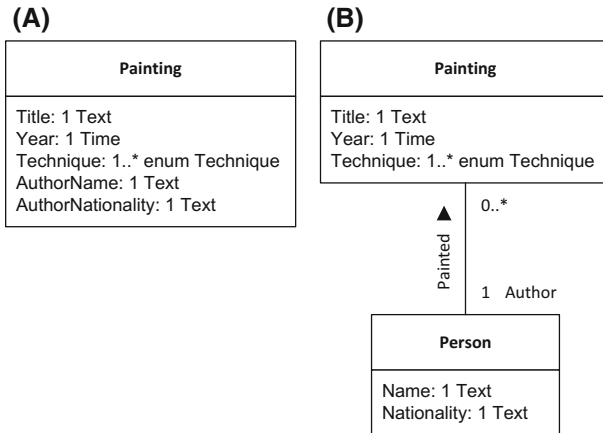 (A)
Painting
Title: 1 Text
Year: 1 Time
Technique: 1..* enum Technique
AuthorName: 1 Text
AuthorNationality: 1 Text
(B)
Painting
Title: 1 Text
Year: 1 Time
Technique: 1..* enum Technique
0..*
Painted
1 Author
Person
Name: 1 Text
Nationality: 1 Text